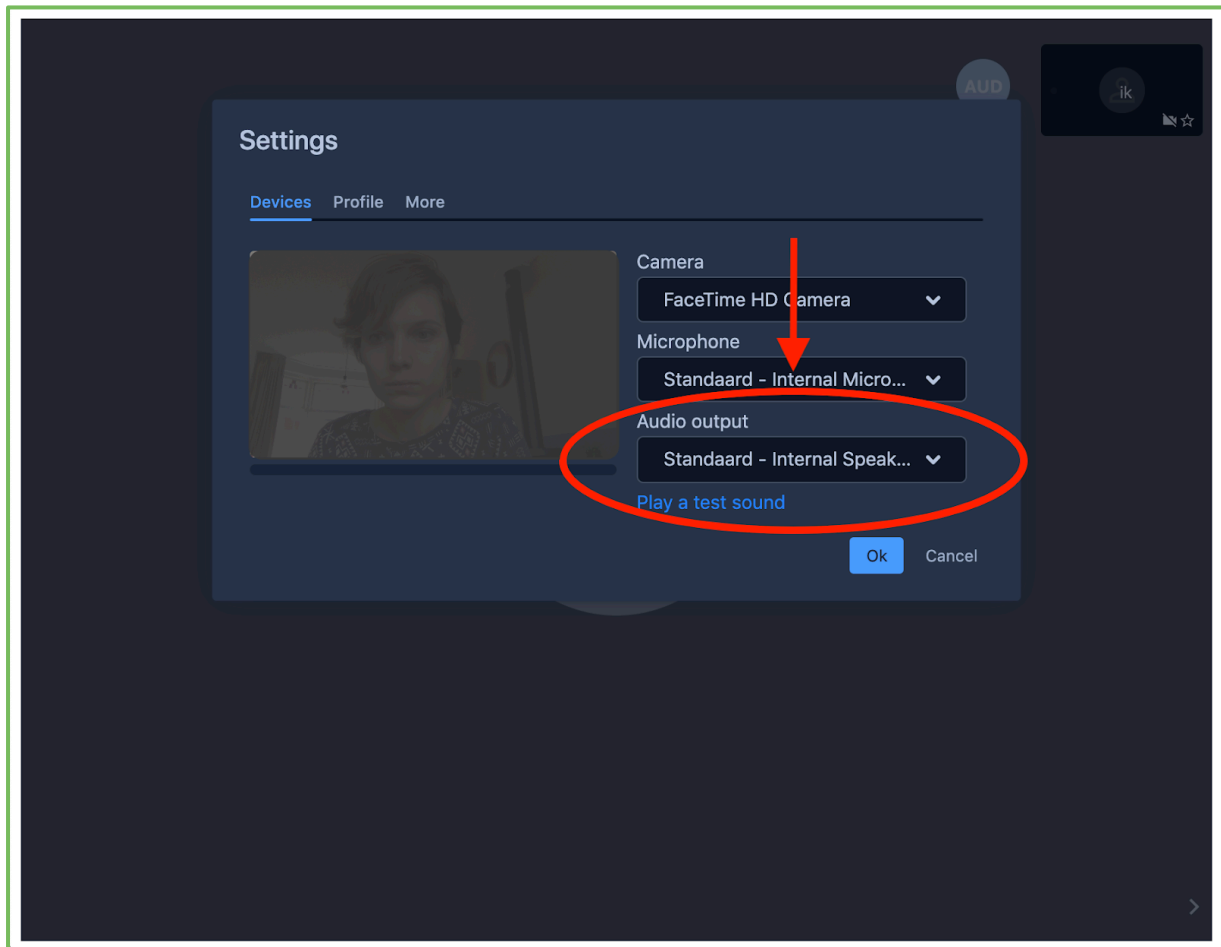 AUD
ik
Settings
Devices Profile More
Camera
FaceTime HD Camera
Microphone
Standaard - Internal Micro...
Audio output
Standaard - Internal Speak...
Play a test sound
Ok Cancel